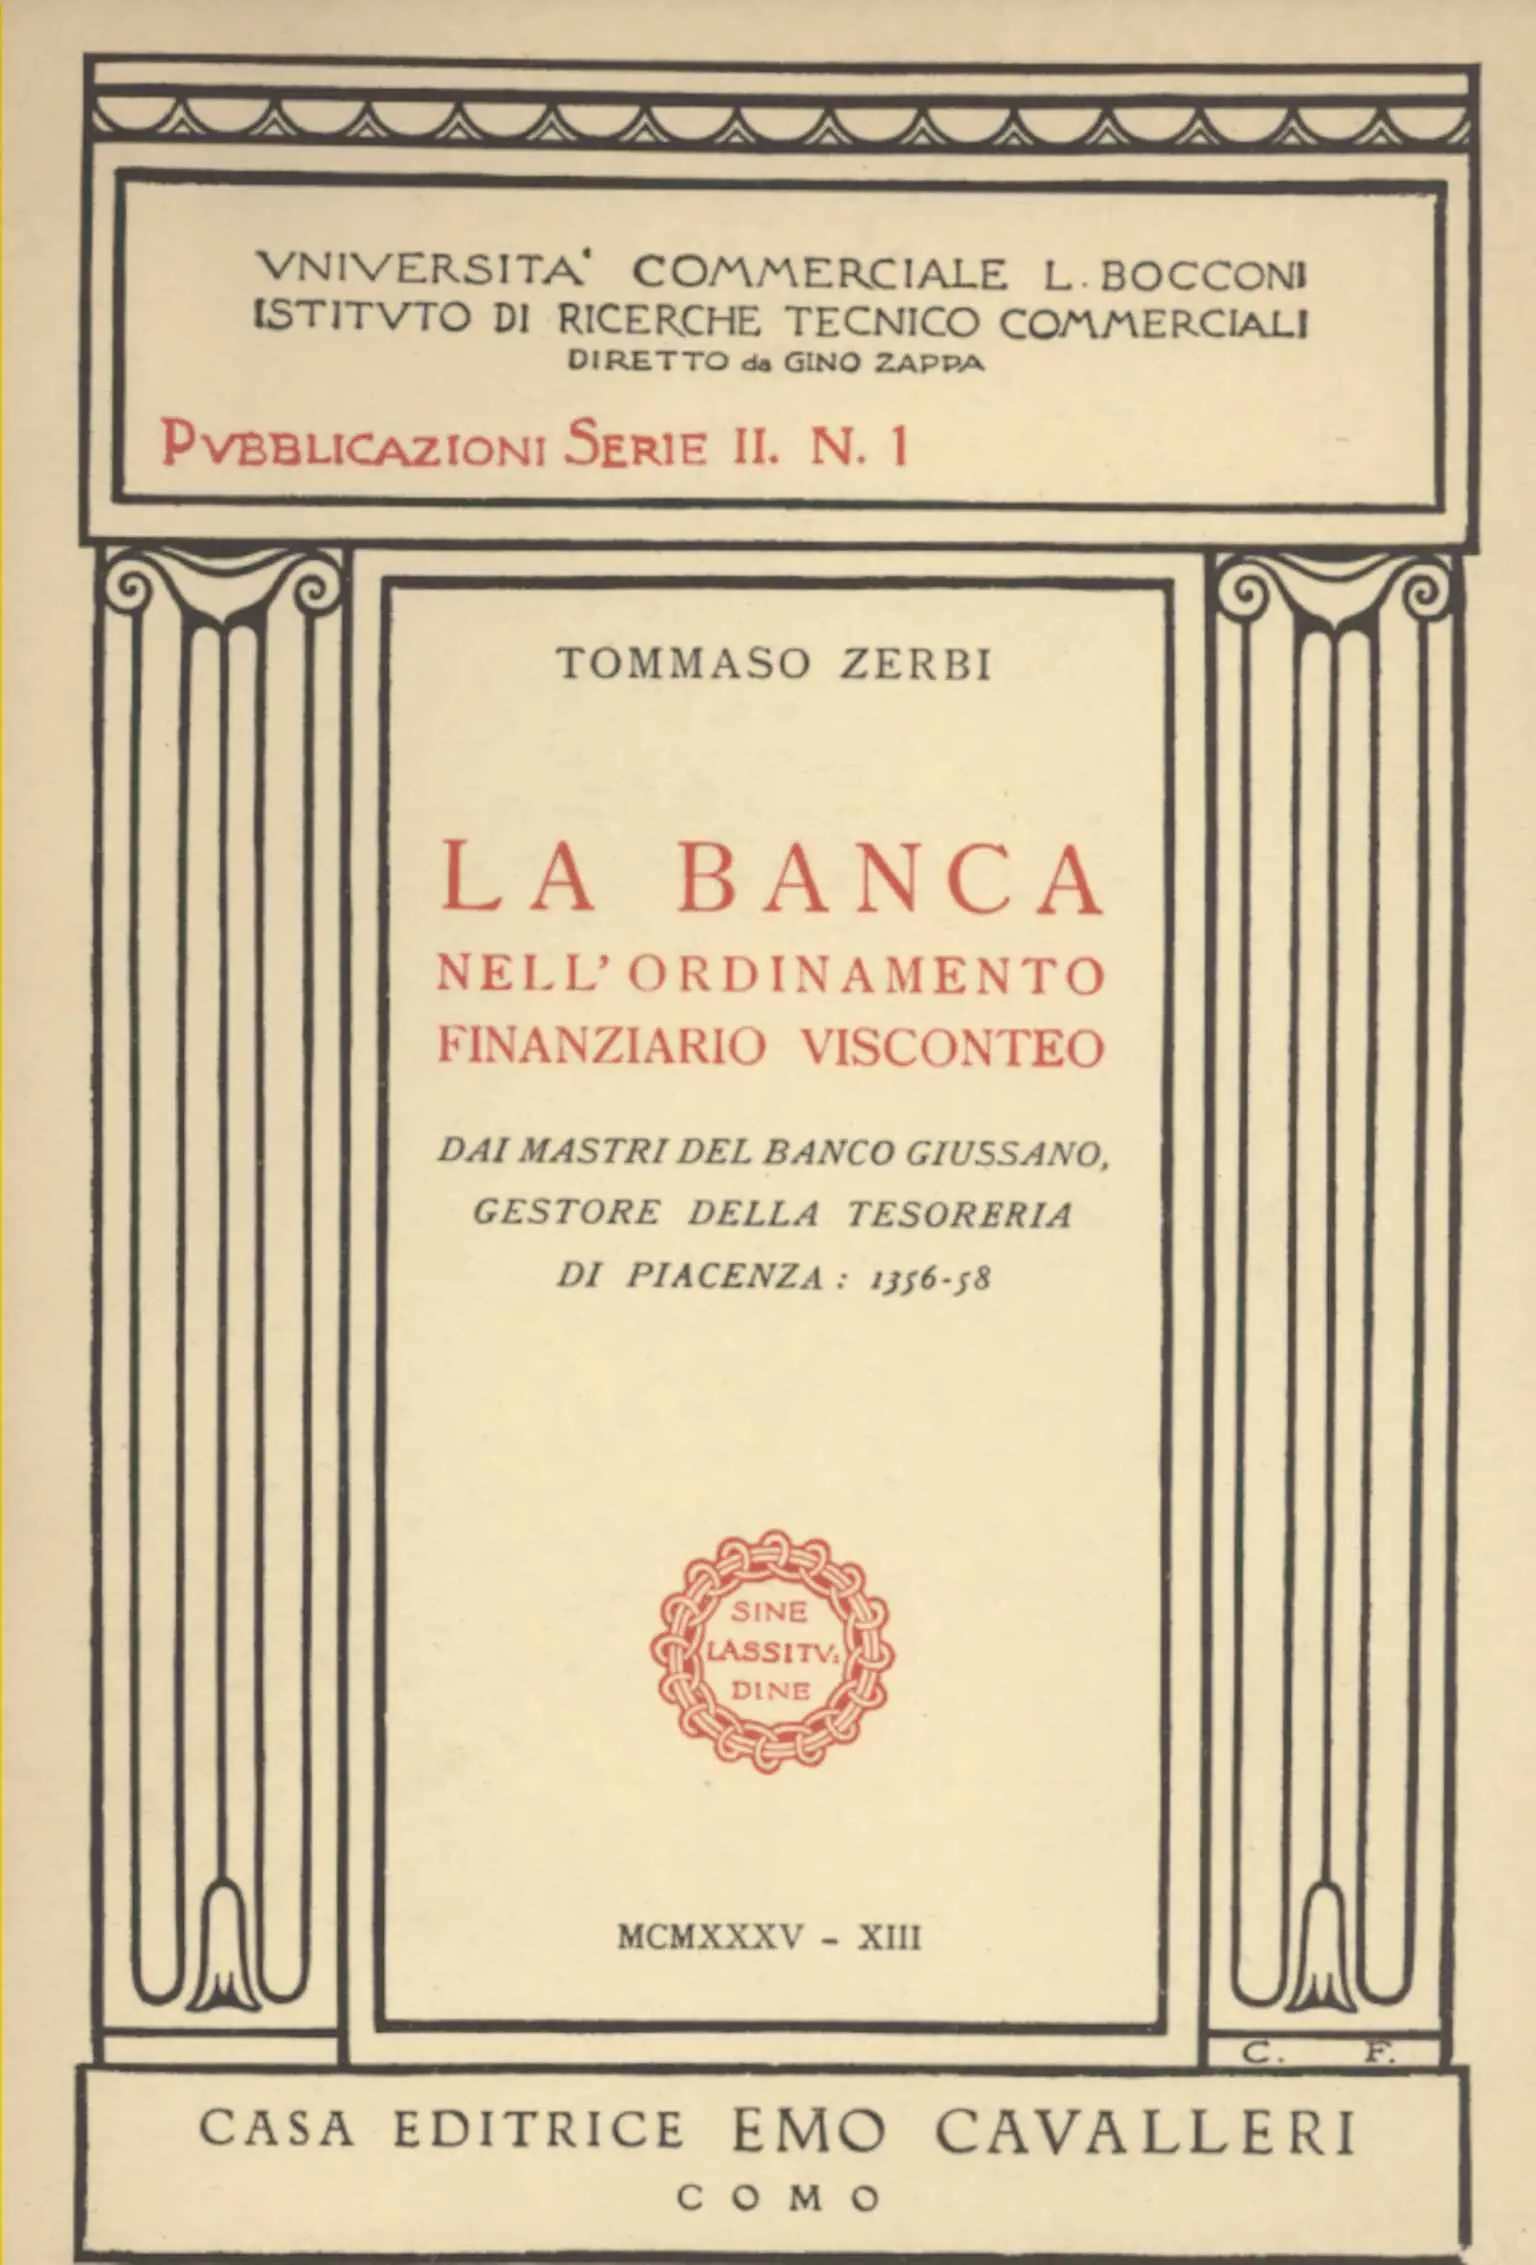 VNIVERSITA' COMMERCIALE L. BOCCONI
ISTITVTO DI RICERCHE TECNICO COMMERCIALI
DIRETTO da GINO ZAPPA
PVBBLICAZIONI SERIE II. N. 1
TOMMASO ZERBI
LA BANCA
NELL'ORDINAMENTO
FINANZIARIO VISCONTEO
DAI MASTRI DEL BANCO GIUSSANO,
GESTORE DELLA TESORERIA
DI PIACENZA: 1356-58
SINE
LASSITV:
DINE
MCMXXXV - XIII
C. F.
CASA EDITRICE EMO CAVALLERI
COMO